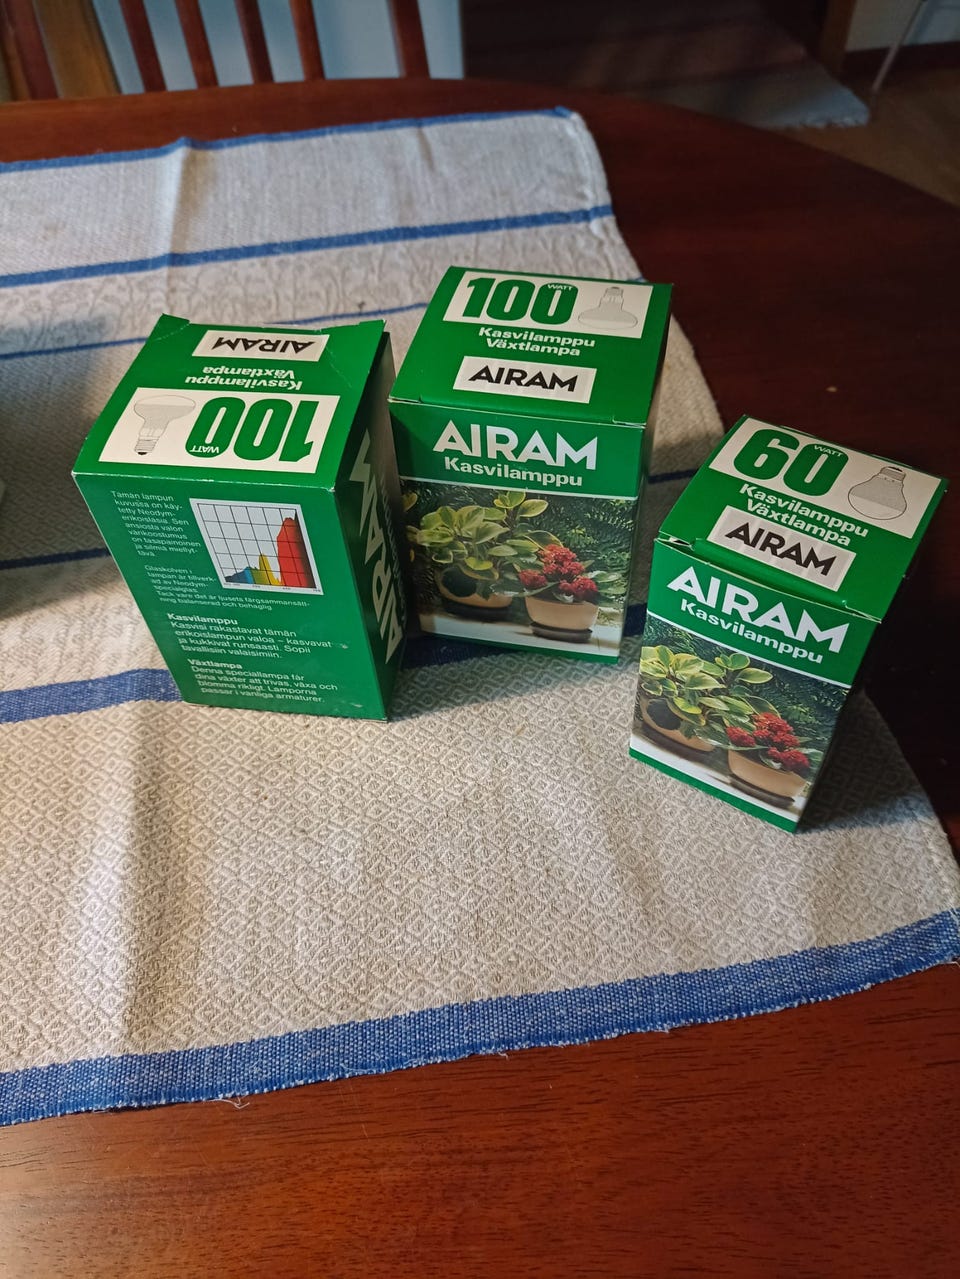 AIRAM
Kasvilamppu
Växtlampa
100
WATT
Tämän lampun
kuvussa on käy-
tetty Neodym-
erikoislasia. Sen
ansiosta valon
värikoostumus
on tasapainoinen
ja silmiä miellyt-
tävä.
Glaskolven i
lampan är tillverk-
ad av Neodym-
specialglas.
Tack vare det är ljusets färgsammansätt-
ning balanserad och behaglig.
Kasvilamppu
Kasvisi rakastavat tämän
erikoislampun valoa – kasvavat
ja kukkivat runsaasti. Sopii
tavallisiin valaisimiin.
Växtlampa
Denna speciallampa får
dina växter att trivas, växa och
blomma rikligt. Lamporna
passar i vanliga armaturer.
AIRAM
100
WATT
Kasvilamppu
Växtlampa
AIRAM
AIRAM
Kasvilamppu
60
WATT
Kasvilamppu
Växtlampa
AIRAM
AIRAM
Kasvilamppu